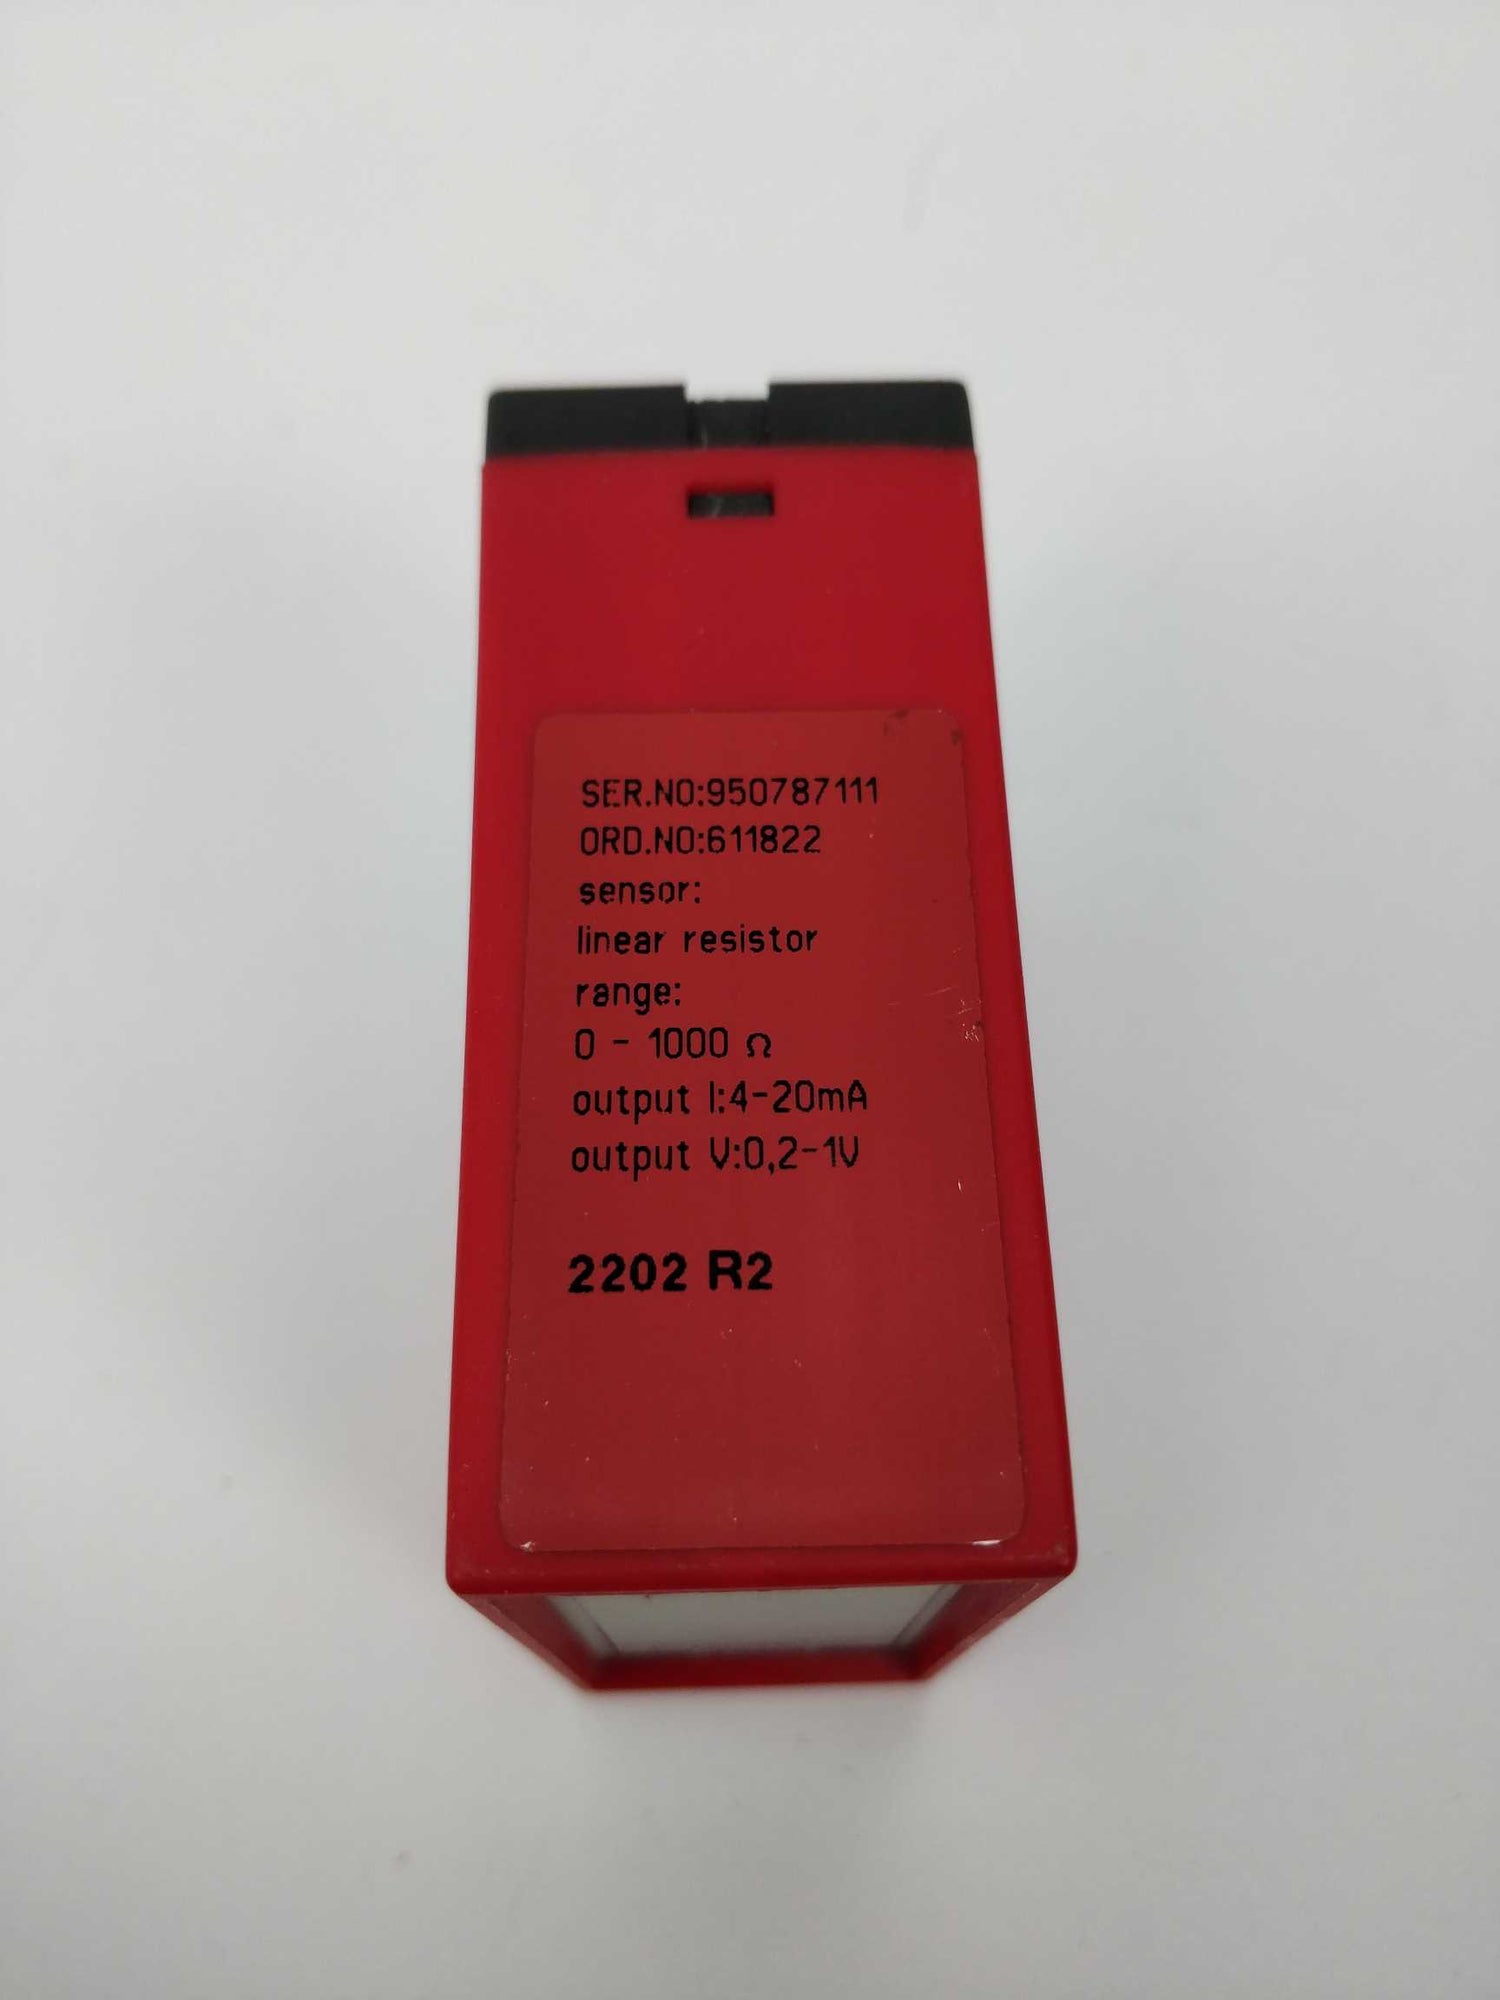 SER.NO:950787111
ORD.NO:611822
sensor:
linear resistor
range:
0 - 1000 Ω
output I:4-20mA
output V:0,2-1V
2202 R2